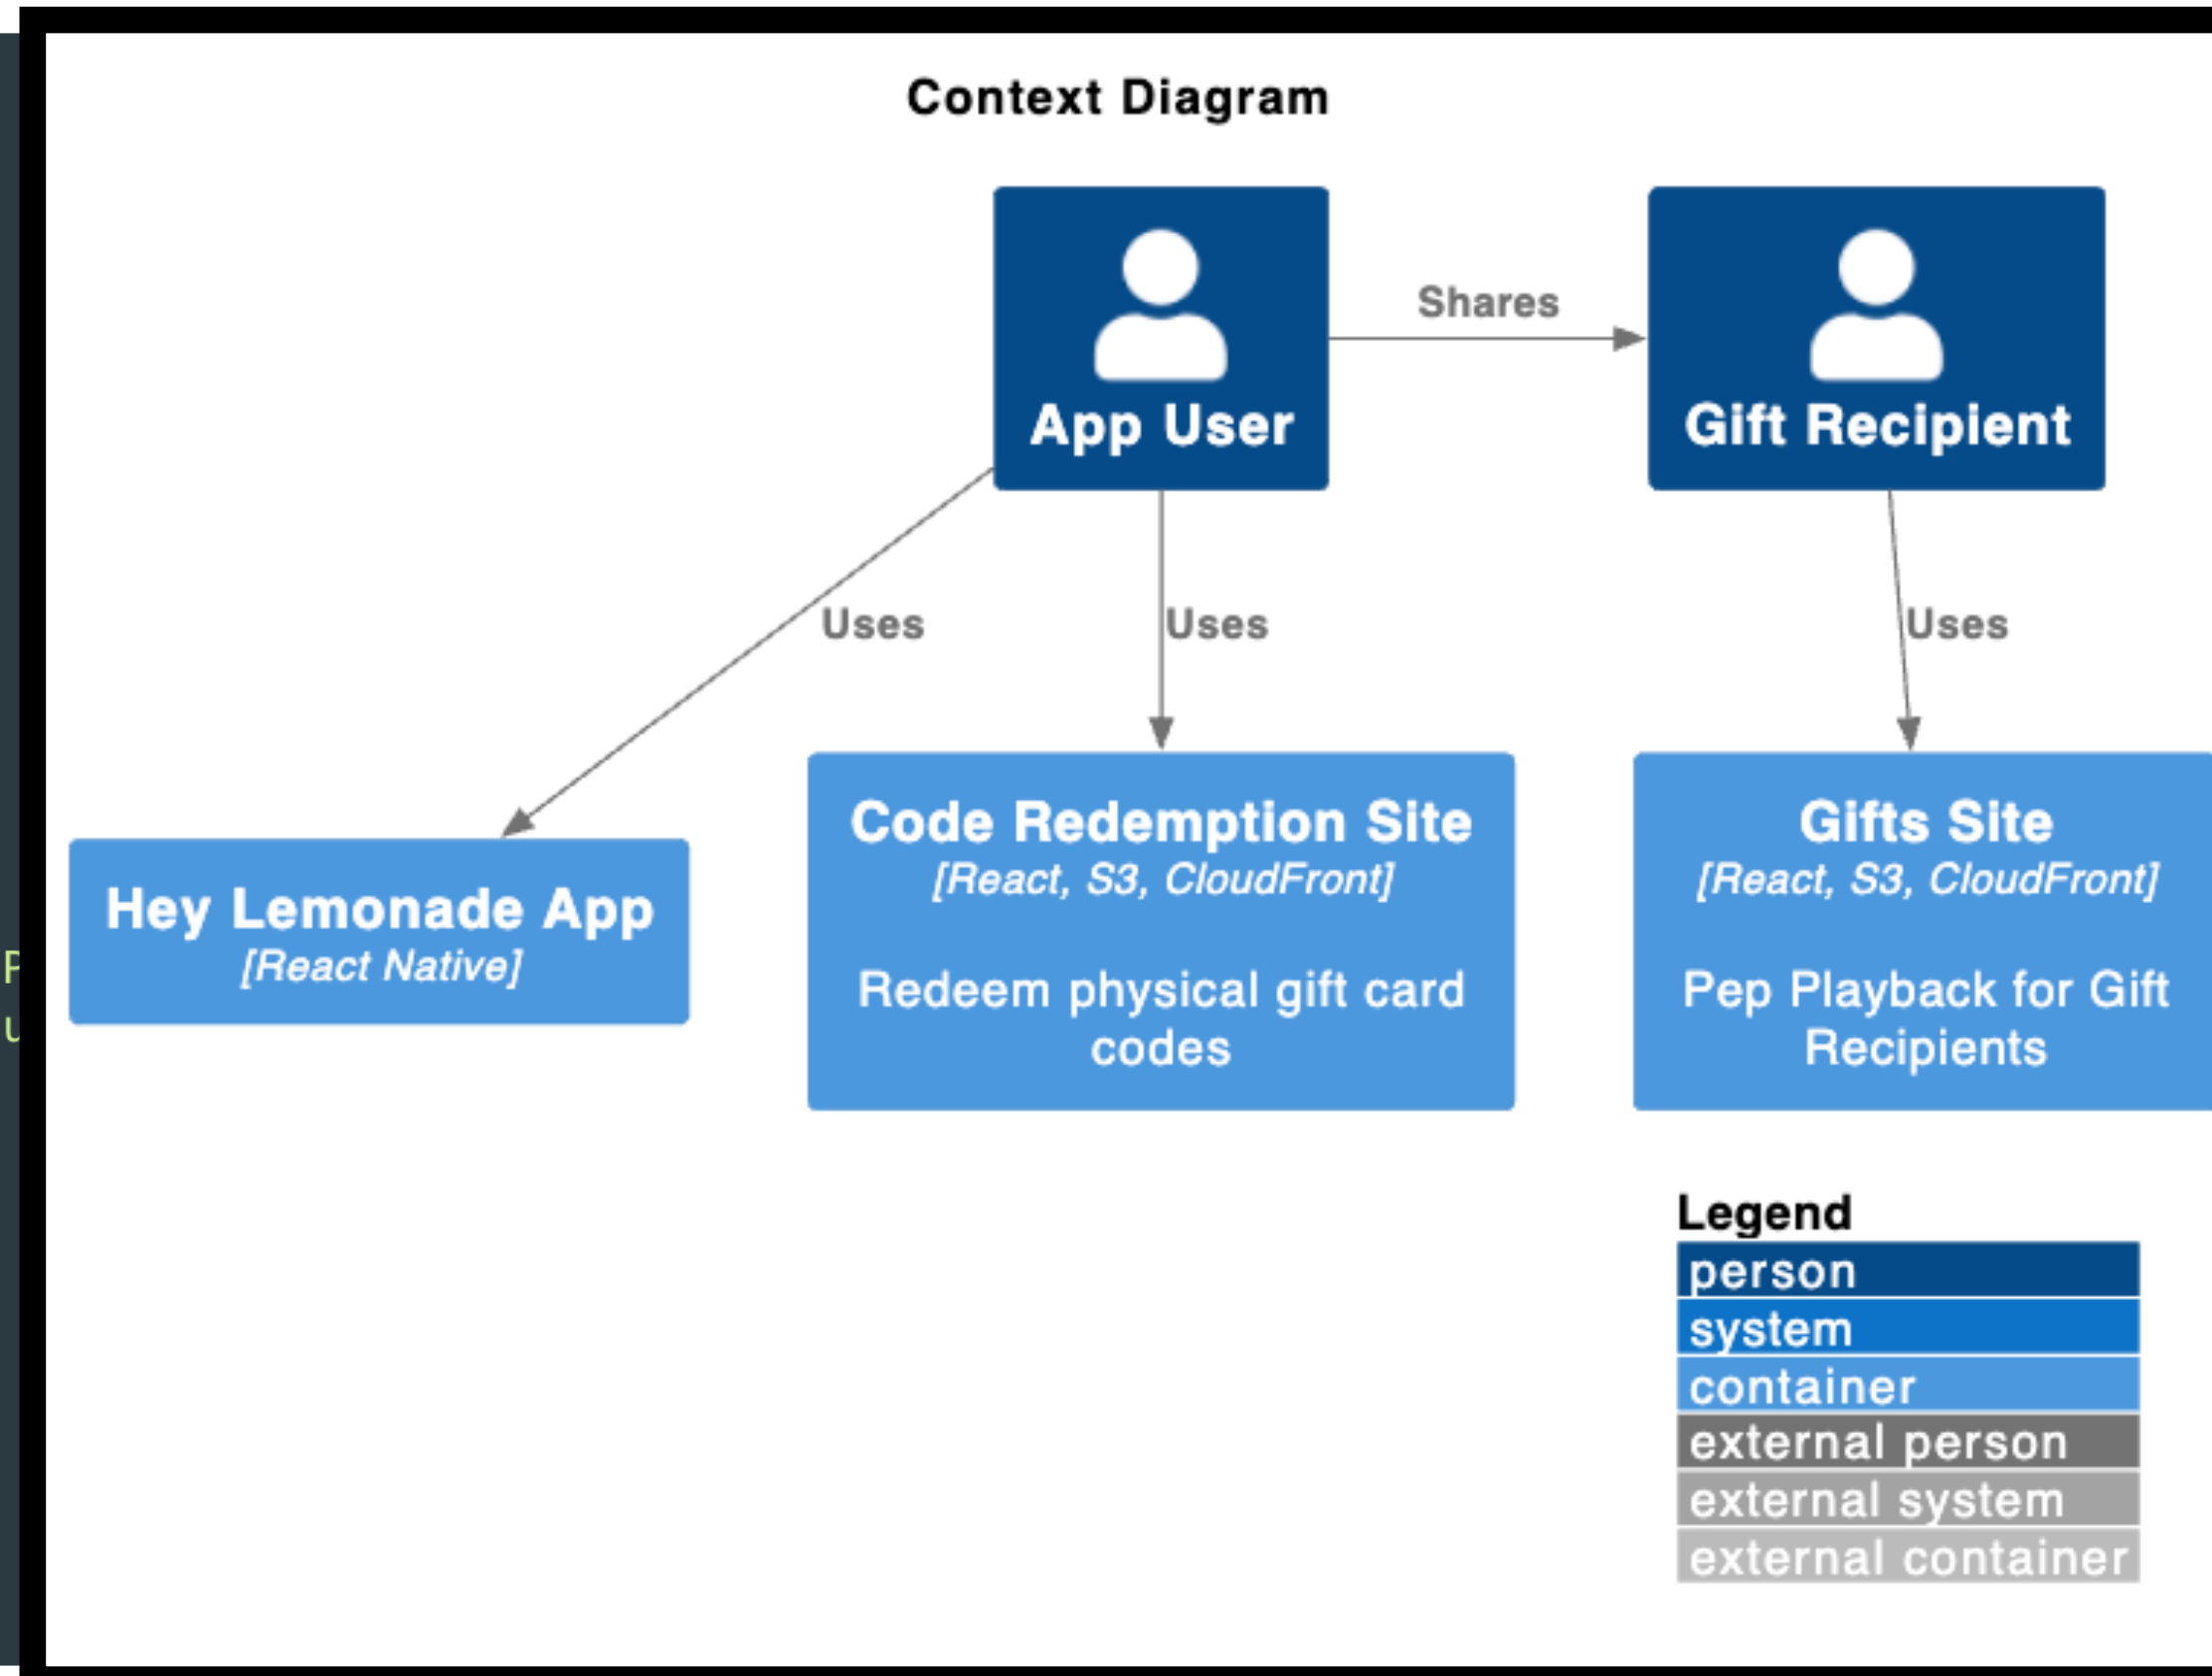 Context Diagram
App User
Shares
Gift Recipient
Uses
Uses
Uses
Hey Lemonade App
[React Native]
Code Redemption Site
[React, S3, CloudFront]
Redeem physical gift card
codes
Gifts Site
[React, S3, CloudFront]
Pep Playback for Gift
Recipients
Legend
person
system
container
external person
external system
external container